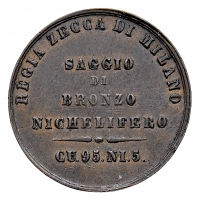 REGIA ZECCA DI MILANO
SAGGIO
DI
BRONZO
NICHELIFERO
CU.95.NI.5.